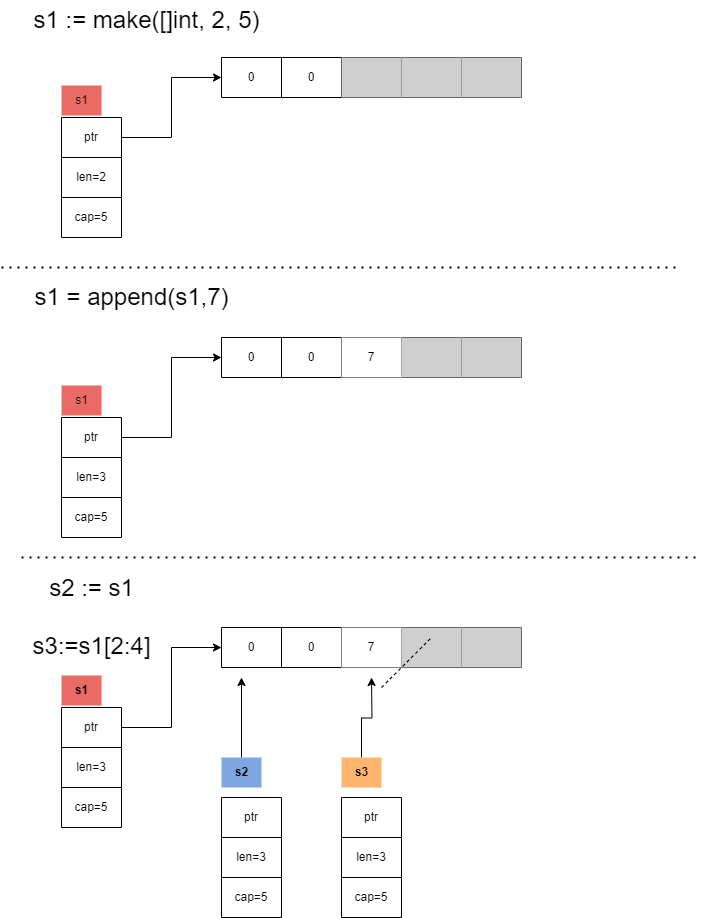 s1 := make([]int, 2, 5)
0 0
s1
ptr
len=2
cap=5
s1 = append(s1,7)
0 0 7
s1
ptr
len=3
cap=5
s2 := s1
s3:=s1[2:4]
0 0 7
s1
ptr
len=3
cap=5
s2 s3
ptr ptr
len=3 len=3
cap=5 cap=5